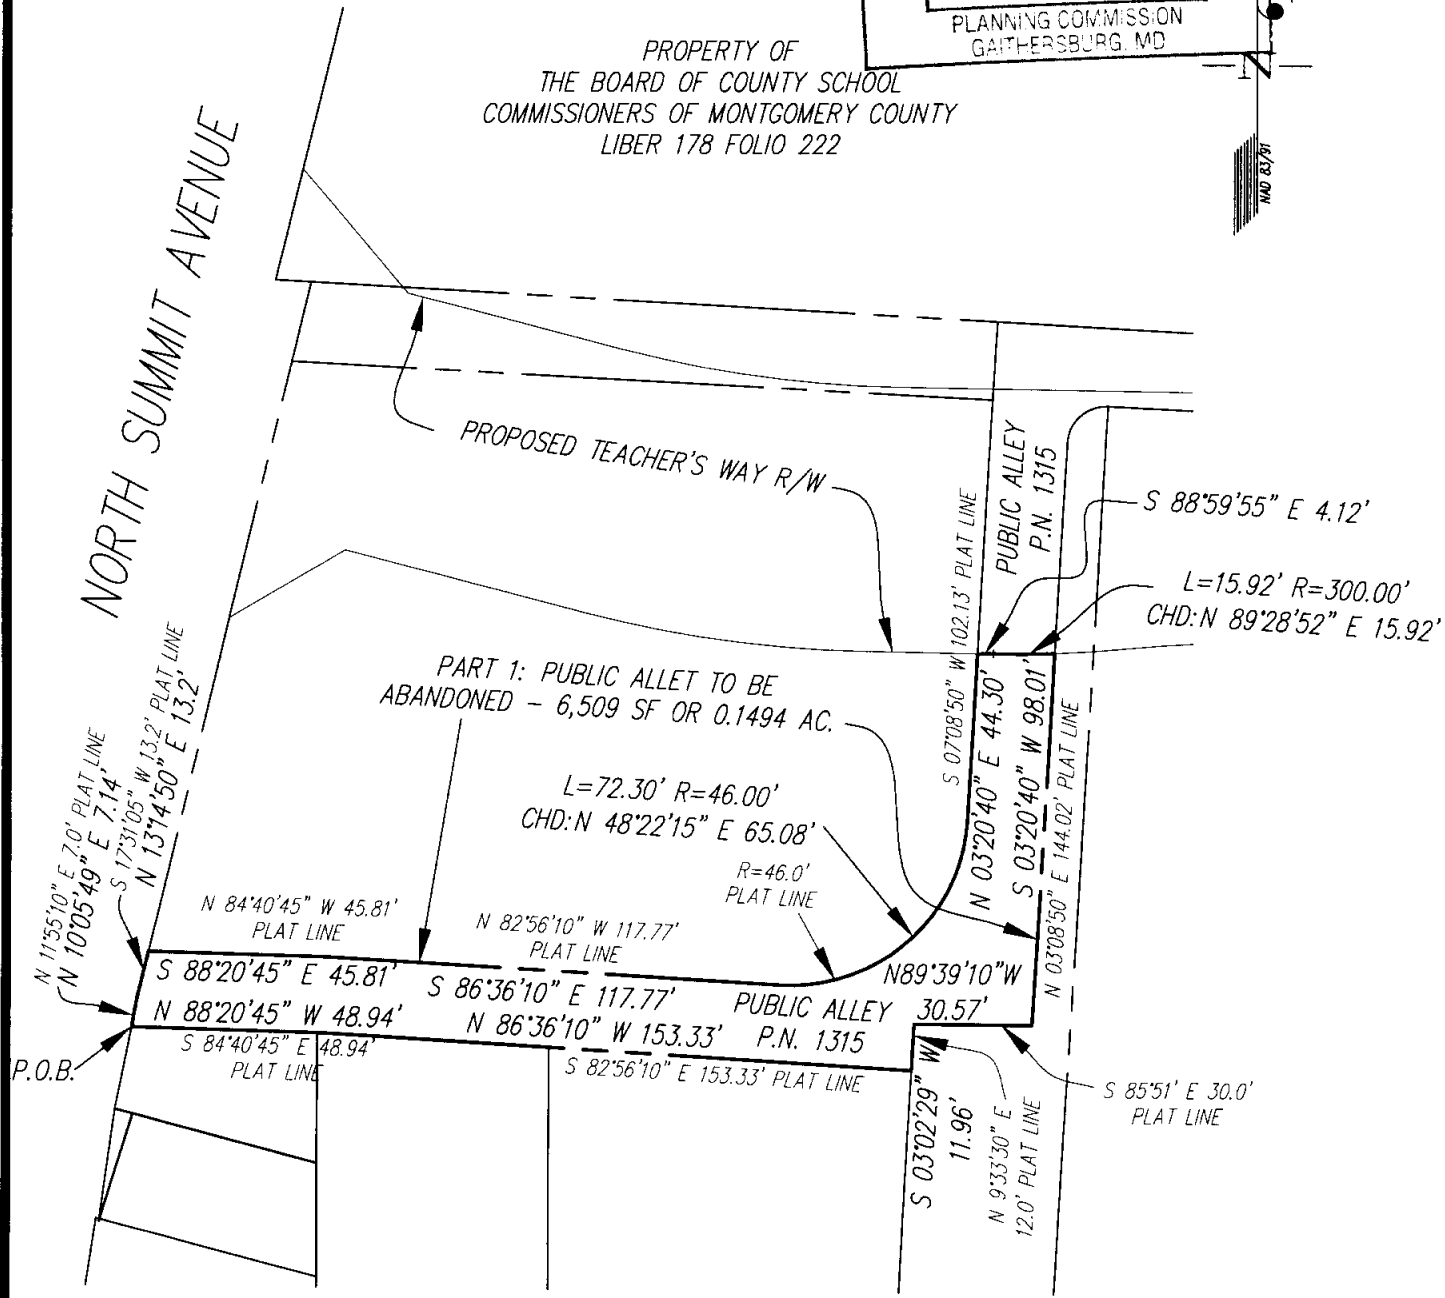 PLANNING COMMISSION
GAITHERSBURG, MD
NAD 83/91
PROPERTY OF
THE BOARD OF COUNTY SCHOOL
COMMISSIONERS OF MONTGOMERY COUNTY
LIBER 178 FOLIO 222
NORTH SUMMIT AVENUE
PROPOSED TEACHER'S WAY R/W
PUBLIC ALLEY
P.N. 1315
S 88°59'55" E 4.12'
L=15.92' R=300.00'
CHD: N 89°28'52" E 15.92'
S 07°08'50" W 102.13' PLAT LINE
PART 1: PUBLIC ALLET TO BE
ABANDONED - 6,509 SF OR 0.1494 AC.
L=72.30' R=46.00'
CHD: N 48°22'15" E 65.08'
R=46.0'
PLAT LINE
N 03°20'40" E 44.30'
S 03°20'40" W 98.01'
N 03°08'50" E 144.02' PLAT LINE
N 11°55'10" E 7.0' PLAT LINE
N 10°05'49" E 7.14'
S 17°31'05" W 13.2' PLAT LINE
N 13°14'50" E 13.2'
N 84°40'45" W 45.81'
PLAT LINE
N 82°56'10" W 117.77'
PLAT LINE
S 88°20'45" E 45.81'
S 86°36'10" E 117.77'
N89°39'10"W
30.57'
PUBLIC ALLEY
P.N. 1315
N 88°20'45" W 48.94'
N 86°36'10" W 153.33'
S 84°40'45" E 48.94'
PLAT LINE
S 82°56'10" E 153.33' PLAT LINE
P.O.B.
S 03°02'29" W
11.96'
N 9°33'30" E
12.0' PLAT LINE
S 85°51' E 30.0'
PLAT LINE